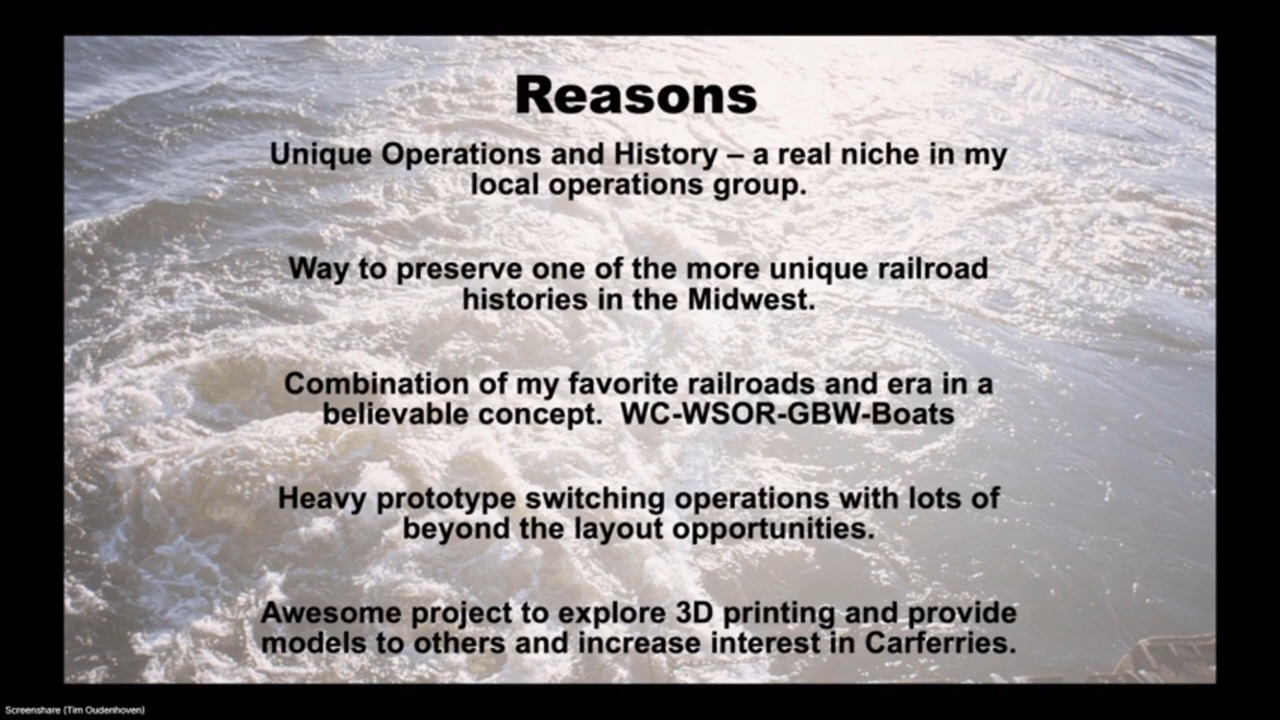 Reasons
Unique Operations and History – a real niche in my
local operations group.
Way to preserve one of the more unique railroad
histories in the Midwest.
Combination of my favorite railroads and era in a
believable concept.  WC-WSOR-GBW-Boats
Heavy prototype switching operations with lots of
beyond the layout opportunities.
Awesome project to explore 3D printing and provide
models to others and increase interest in Carferries.
Screenshare (Tim Oudenhoven)